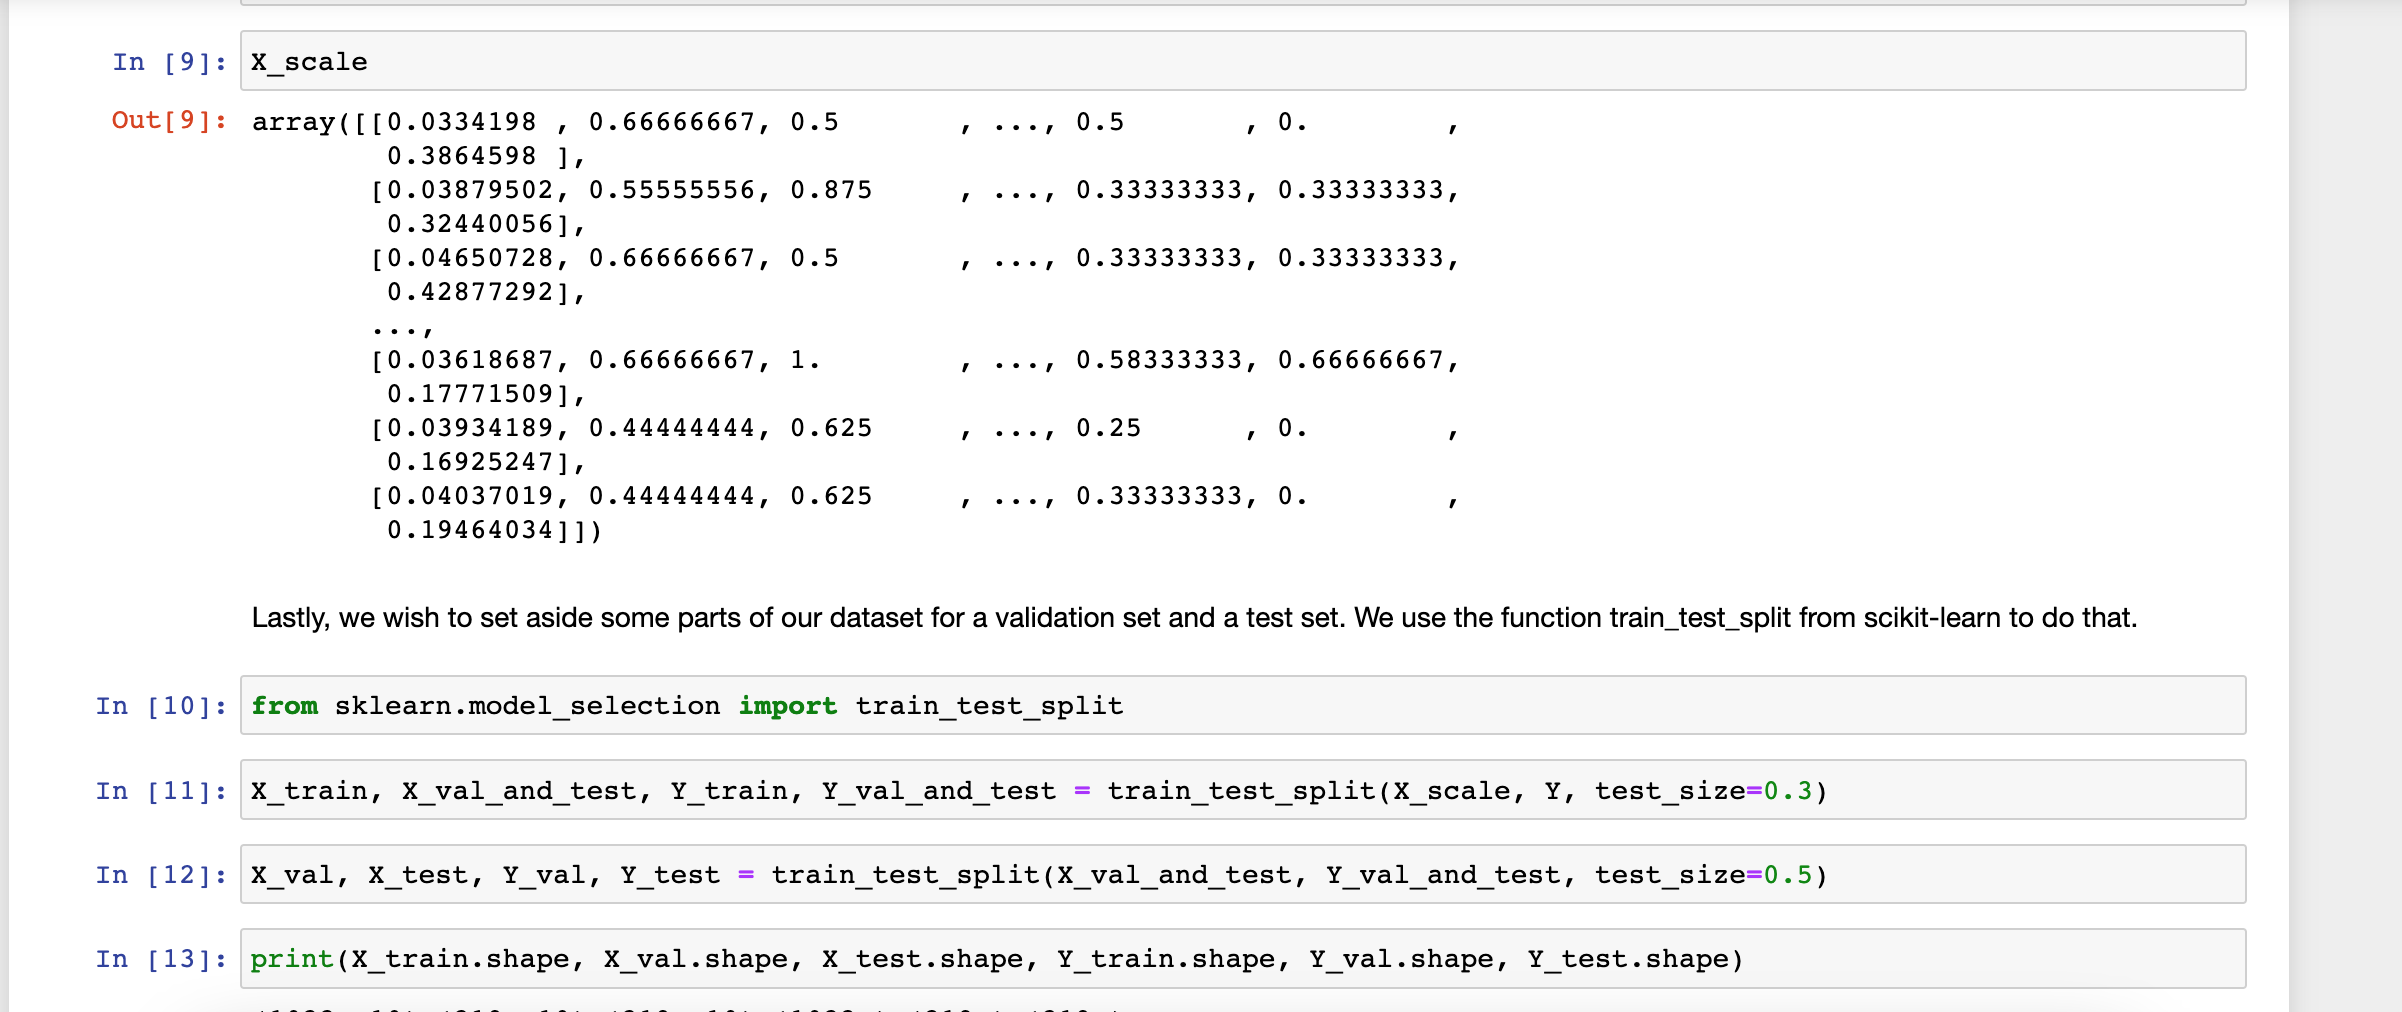 In [9]: X_scale
Out[9]: array([[0.0334198 , 0.66666667, 0.5       , ..., 0.5       , 0.        ,
        0.3864598 ],
       [0.03879502, 0.55555556, 0.875     , ..., 0.33333333, 0.33333333,
        0.32440056],
       [0.04650728, 0.66666667, 0.5       , ..., 0.33333333, 0.33333333,
        0.42877292],
       ...,
       [0.03618687, 0.66666667, 1.        , ..., 0.58333333, 0.66666667,
        0.17771509],
       [0.03934189, 0.44444444, 0.625     , ..., 0.25      , 0.        ,
        0.16925247],
       [0.04037019, 0.44444444, 0.625     , ..., 0.33333333, 0.        ,
        0.19464034]])
Lastly, we wish to set aside some parts of our dataset for a validation set and a test set. We use the function train_test_split from scikit-learn to do that.
In [10]: from sklearn.model_selection import train_test_split
In [11]: X_train, X_val_and_test, Y_train, Y_val_and_test = train_test_split(X_scale, Y, test_size=0.3)
In [12]: X_val, X_test, Y_val, Y_test = train_test_split(X_val_and_test, Y_val_and_test, test_size=0.5)
In [13]: print(X_train.shape, X_val.shape, X_test.shape, Y_train.shape, Y_val.shape, Y_test.shape)